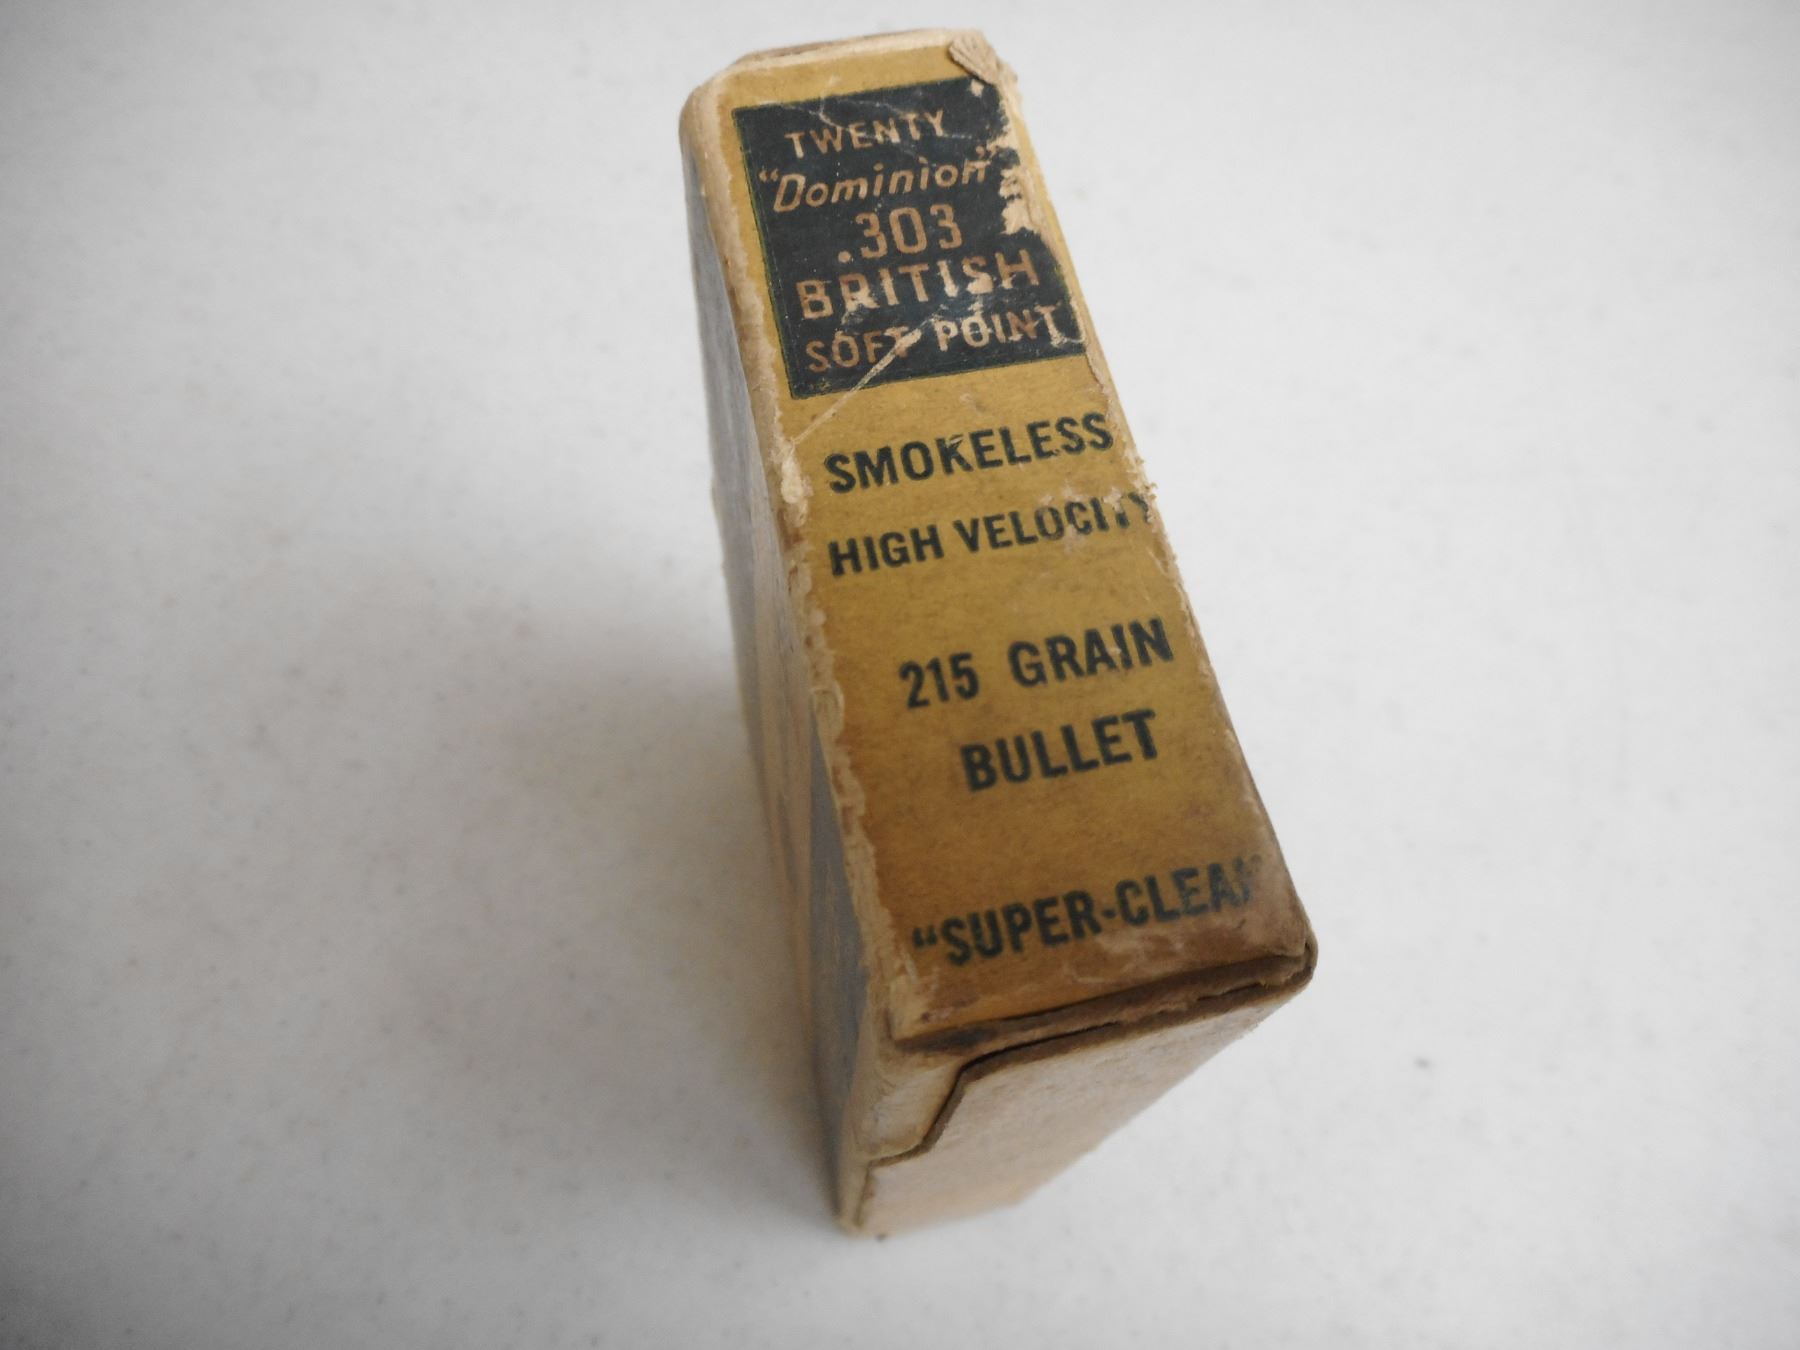 TWENTY
"Dominion"
.303
BRITISH
SOFT POINT
SMOKELESS
HIGH VELOCITY
215 GRAIN
BULLET
"SUPER-CLEAN